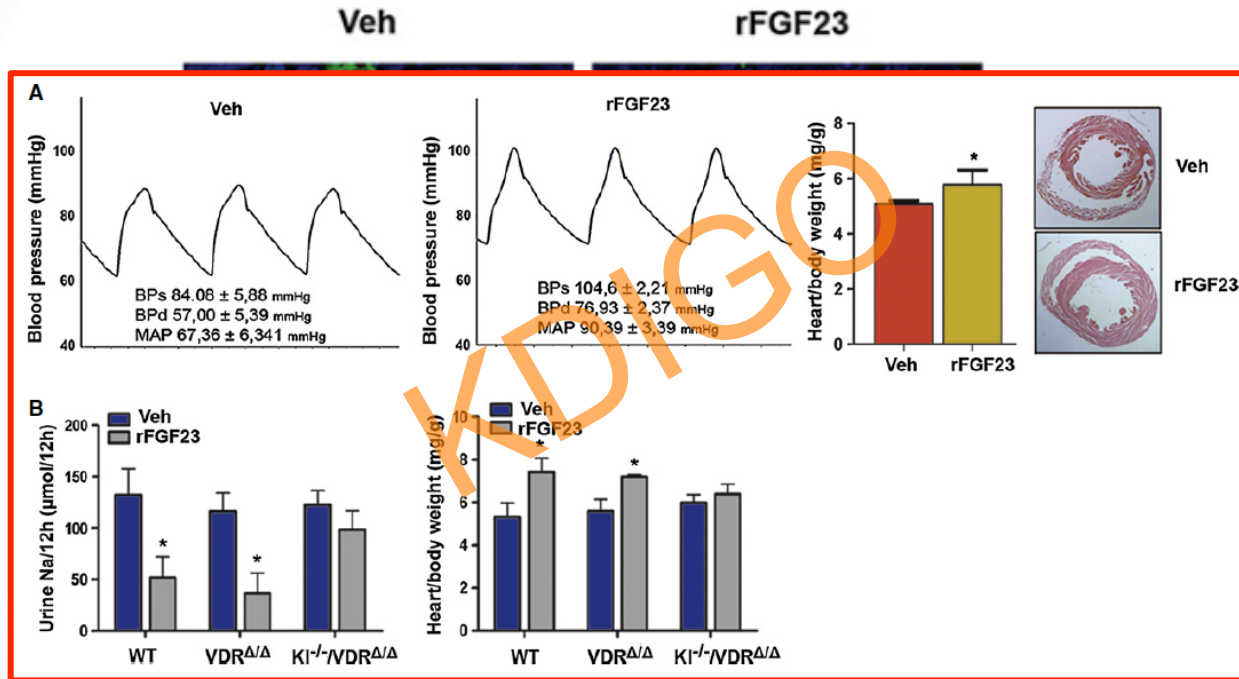 Veh
rFGF23
A
Veh
Blood pressure (mmHg)
100
80
60
40
BPs 84.08 ± 5,88 mmHg
BPd 57,00 ± 5,39 mmHg
MAP 67,36 ± 6,341 mmHg
rFGF23
Blood pressure (mmHg)
100
80
60
40
BPs 104,6 ± 2,21 mmHg
BPd 76,93 ± 2,37 mmHg
MAP 90,39 ± 3,39 mmHg
Heart/body weight (mg/g)
8
6
4
2
0
*
Veh
rFGF23
Veh
rFGF23
KDIGO
B
Veh
rFGF23
Urine Na/12h (µmol/12h)
200
150
100
50
0
*
*
WT
VDR^Δ/Δ
Kl^-/-/VDR^Δ/Δ
Veh
rFGF23
Heart/body weight (mg/g)
10
8
6
4
2
0
*
*
WT
VDR^Δ/Δ
Kl^-/-/VDR^Δ/Δ